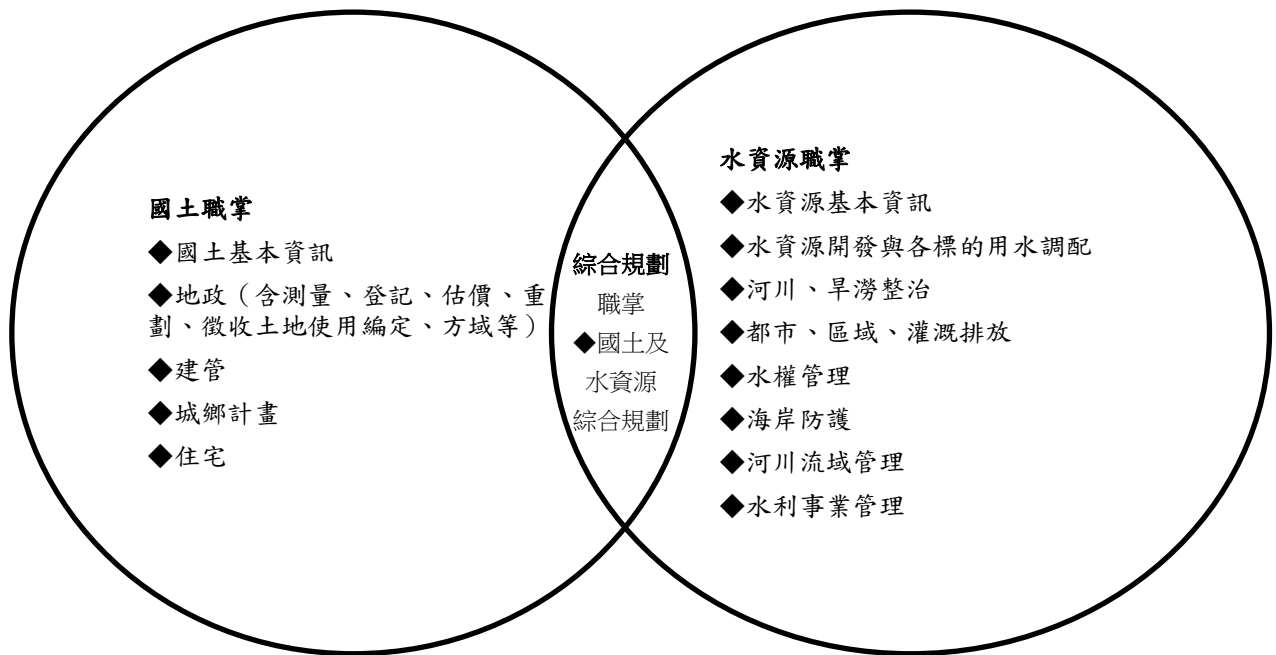 國土職掌
◆國土基本資訊
◆地政（含測量、登記、估價、重
劃、徵收土地使用編定、方域等）
◆建管
◆城鄉計畫
◆住宅
綜合規劃
職掌
◆國土及
水資源
綜合規劃
水資源職掌
◆水資源基本資訊
◆水資源開發與各標的用水調配
◆河川、旱澇整治
◆都市、區域、灌溉排放
◆水權管理
◆海岸防護
◆河川流域管理
◆水利事業管理